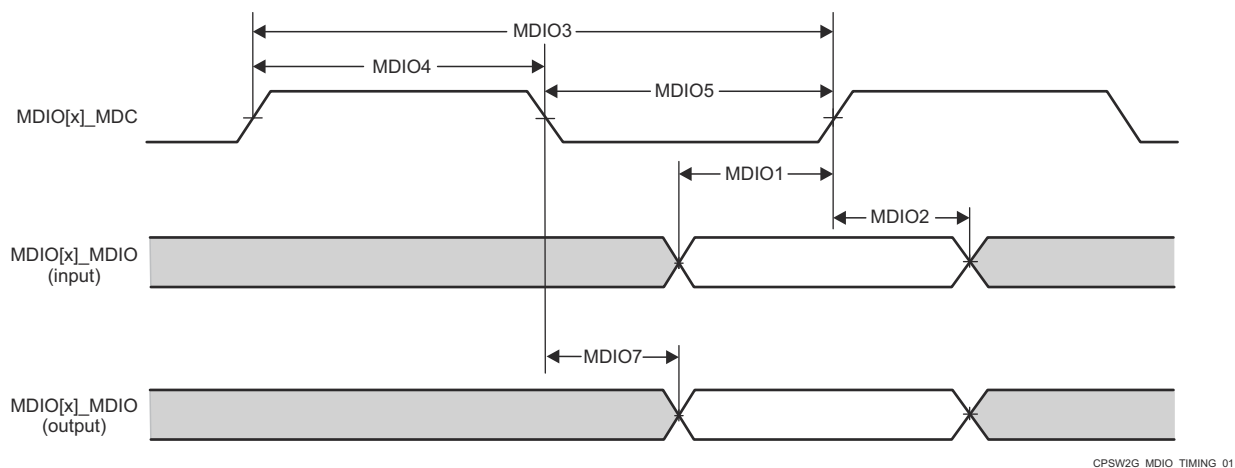 MDIO3
MDIO4
MDIO5
MDIO[x]_MDC
MDIO1
MDIO2
MDIO[x]_MDIO
(input)
MDIO7
MDIO[x]_MDIO
(output)
CPSW2G_MDIO_TIMING_01